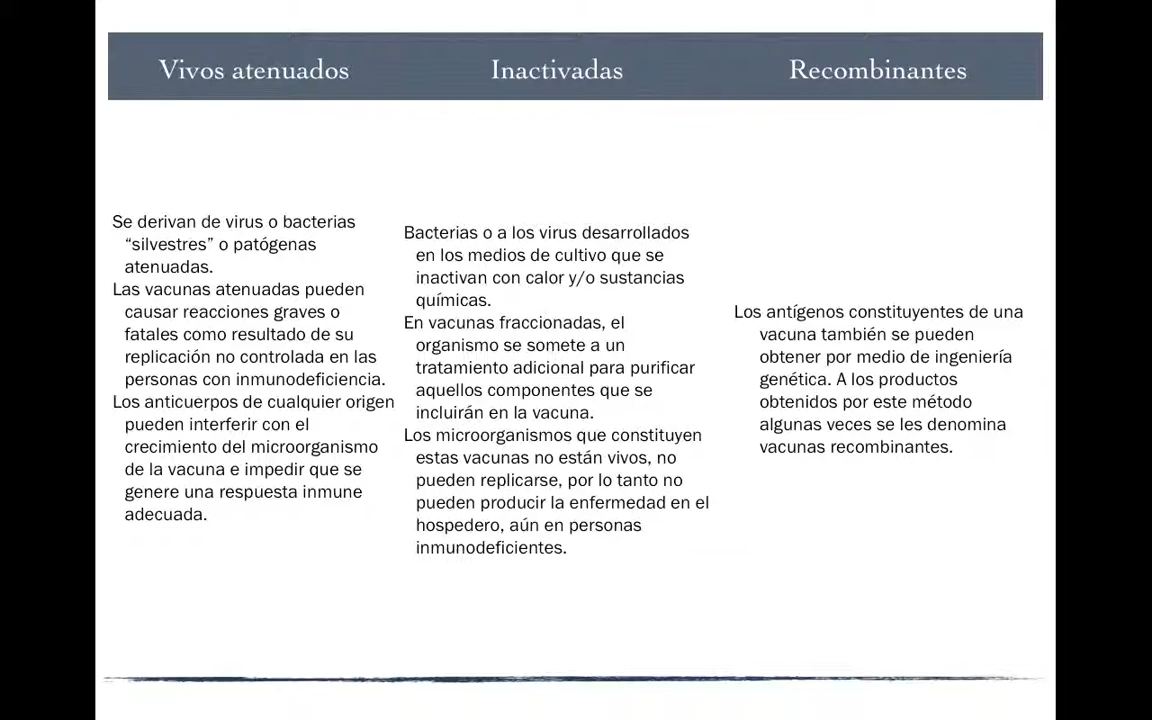 Vivos atenuados
Inactivadas
Recombinantes
Se derivan de virus o bacterias
“silvestres” o patógenas
atenuadas.
Las vacunas atenuadas pueden
causar reacciones graves o
fatales como resultado de su
replicación no controlada en las
personas con inmunodeficiencia.
Los anticuerpos de cualquier origen
pueden interferir con el
crecimiento del microorganismo
de la vacuna e impedir que se
genere una respuesta inmune
adecuada.
Bacterias o a los virus desarrollados
en los medios de cultivo que se
inactivan con calor y/o sustancias
químicas.
En vacunas fraccionadas, el
organismo se somete a un
tratamiento adicional para purificar
aquellos componentes que se
incluirán en la vacuna.
Los microorganismos que constituyen
estas vacunas no están vivos, no
pueden replicarse, por lo tanto no
pueden producir la enfermedad en el
hospedero, aún en personas
inmunodeficientes.
Los antígenos constituyentes de una
vacuna también se pueden
obtener por medio de ingeniería
genética. A los productos
obtenidos por este método
algunas veces se les denomina
vacunas recombinantes.